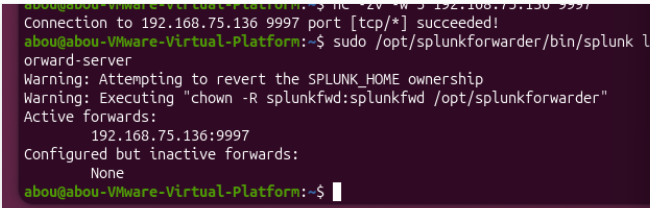 abou@abou-VMware-Virtual-Platform:~$ nc -zv -w 5 192.168.75.136 9997
Connection to 192.168.75.136 9997 port [tcp/*] succeeded!
abou@abou-VMware-Virtual-Platform:~$ sudo /opt/splunkforwarder/bin/splunk l
orward-server
Warning: Attempting to revert the SPLUNK_HOME ownership
Warning: Executing "chown -R splunkfwd:splunkfwd /opt/splunkforwarder"
Active forwards:
192.168.75.136:9997
Configured but inactive forwards:
None
abou@abou-VMware-Virtual-Platform:~$